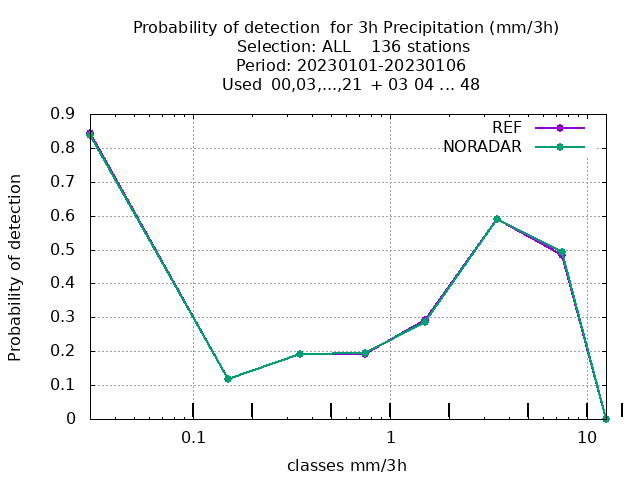 Probability of detection  for 3h Precipitation (mm/3h)
Selection: ALL    136 stations
Period: 20230101-20230106
Used  00,03,...,21  + 03 04 ... 48
REF
NORADAR
Probability of detection
0.9
0.8
0.7
0.6
0.5
0.4
0.3
0.2
0.1
0
0.1
1
10
classes mm/3h